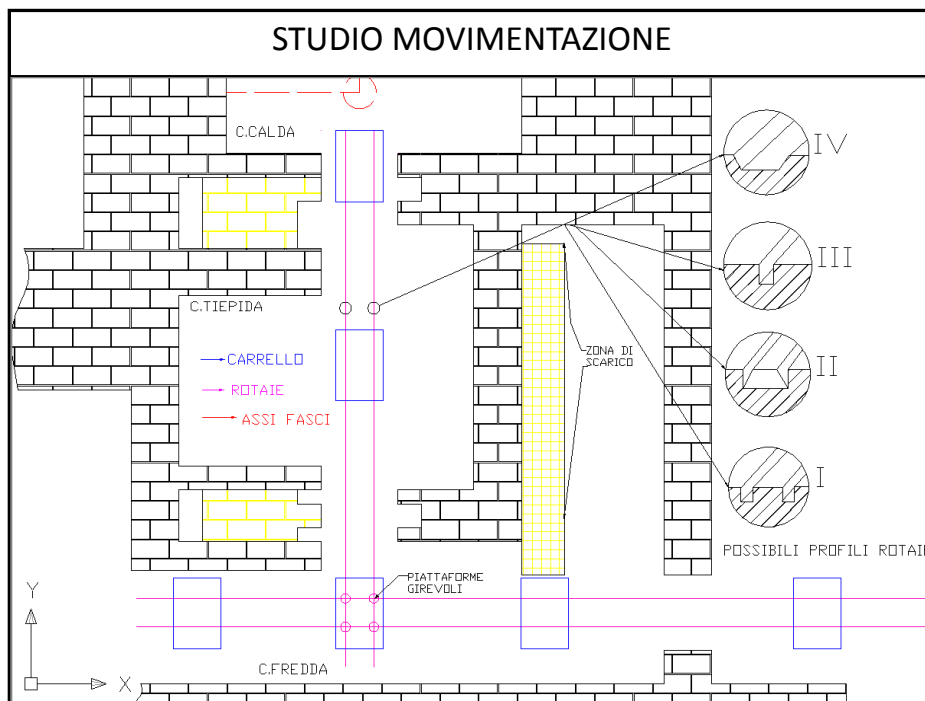 STUDIO MOVIMENTAZIONE
C.CALDA
IV
III
C.TIEPIDA
ZONA DI
SCARICO
CARRELLO
II
ROTAIE
ASSI FASCI
I
POSSIBILI PROFILI ROTAIE
PIATTAFORME
GIREVOLI
Y
X
C.FREDDA